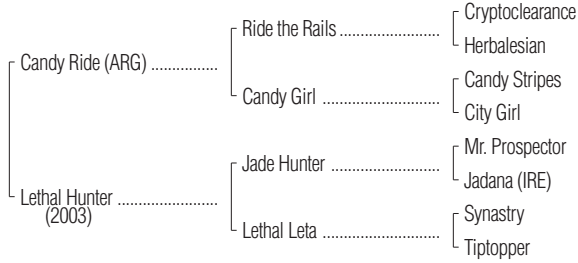 Cryptoclearance
Ride the Rails
Herbalesian
Candy Ride (ARG)
Candy Stripes
Candy Girl
City Girl
Mr. Prospector
Jade Hunter
Jadana (IRE)
Lethal Hunter
(2003)
Synastry
Lethal Leta
Tiptopper